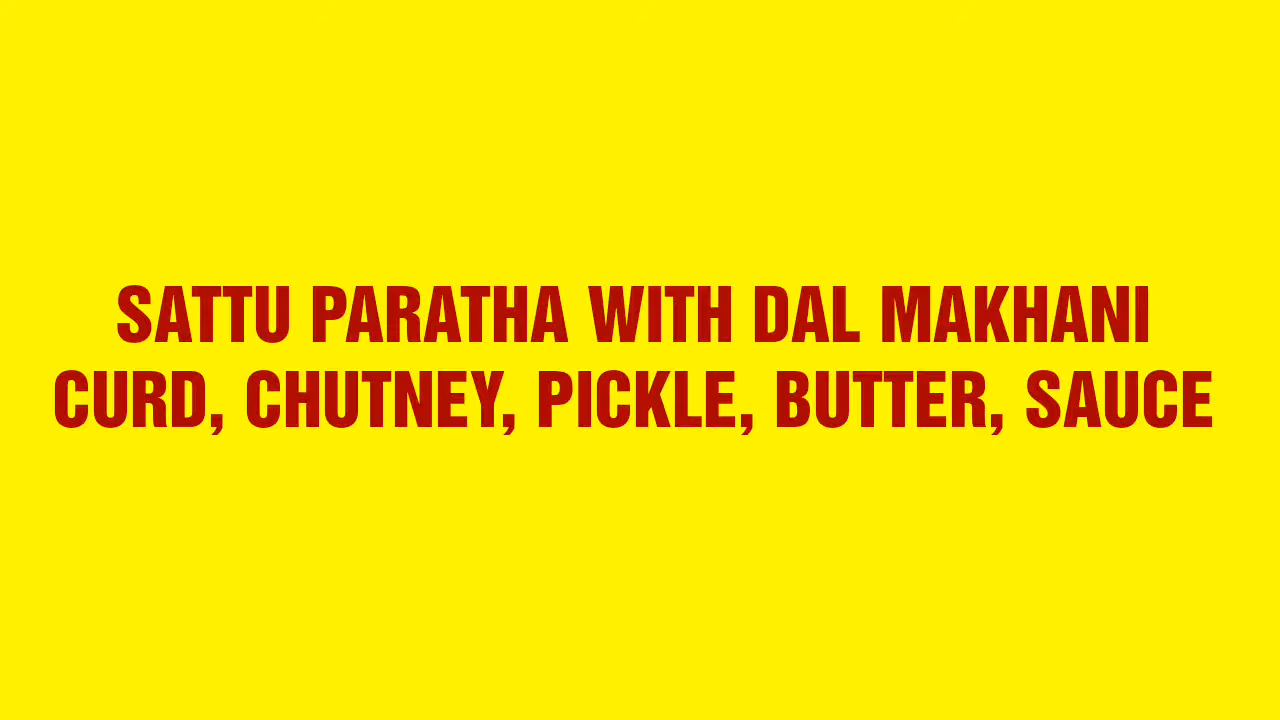 SATTU PARATHA WITH DAL MAKHANI
CURD, CHUTNEY, PICKLE, BUTTER, SAUCE